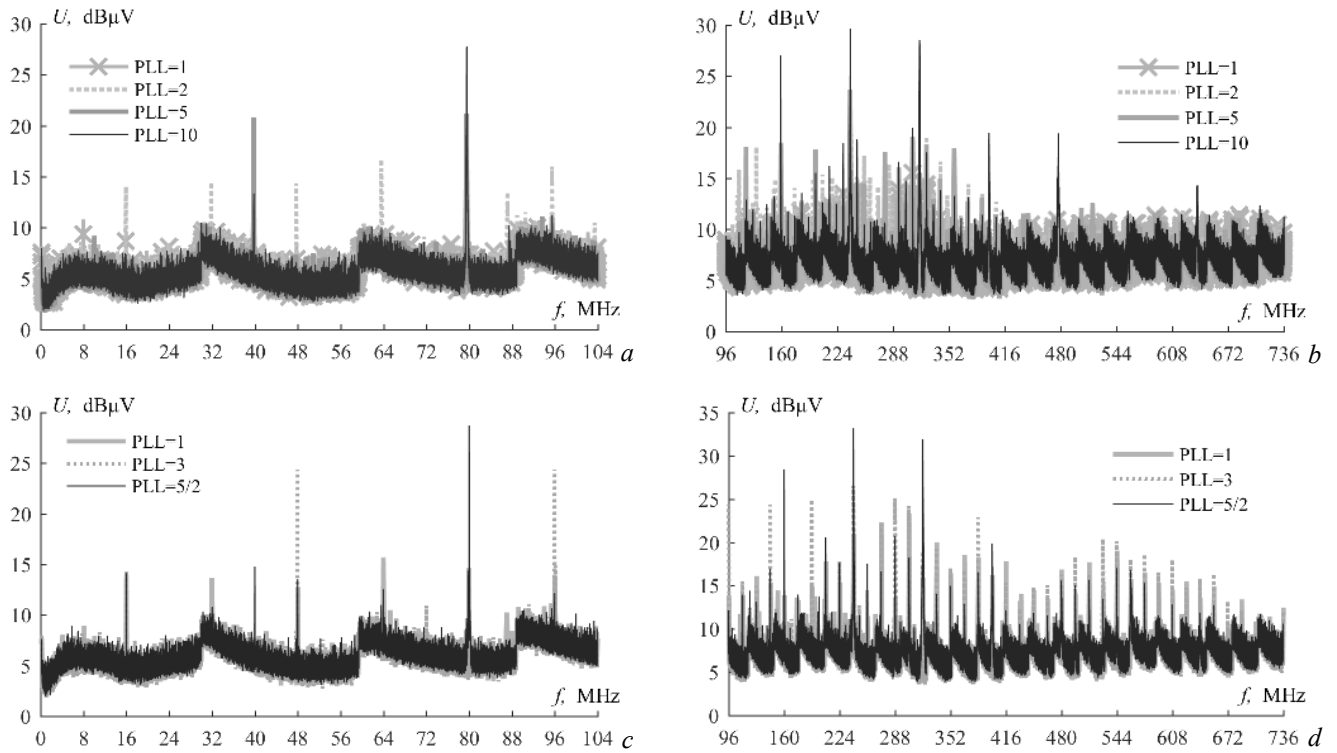 U, dBµV
30
25
20
15
10
5
0
PLL=1
PLL=2
PLL=5
PLL=10
f, MHz
0 8 16 24 32 40 48 56 64 72 80 88 96 104
a
U, dBµV
30
25
20
15
10
5
0
PLL=1
PLL=2
PLL=5
PLL=10
f, MHz
96 160 224 288 352 416 480 544 608 672 736
b
U, dBµV
30
25
20
15
10
5
0
PLL=1
PLL=3
PLL=5/2
f, MHz
0 8 16 24 32 40 48 56 64 72 80 88 96 104
c
U, dBµV
35
30
25
20
15
10
5
0
PLL=1
PLL=3
PLL=5/2
f, MHz
96 160 224 288 352 416 480 544 608 672 736
d